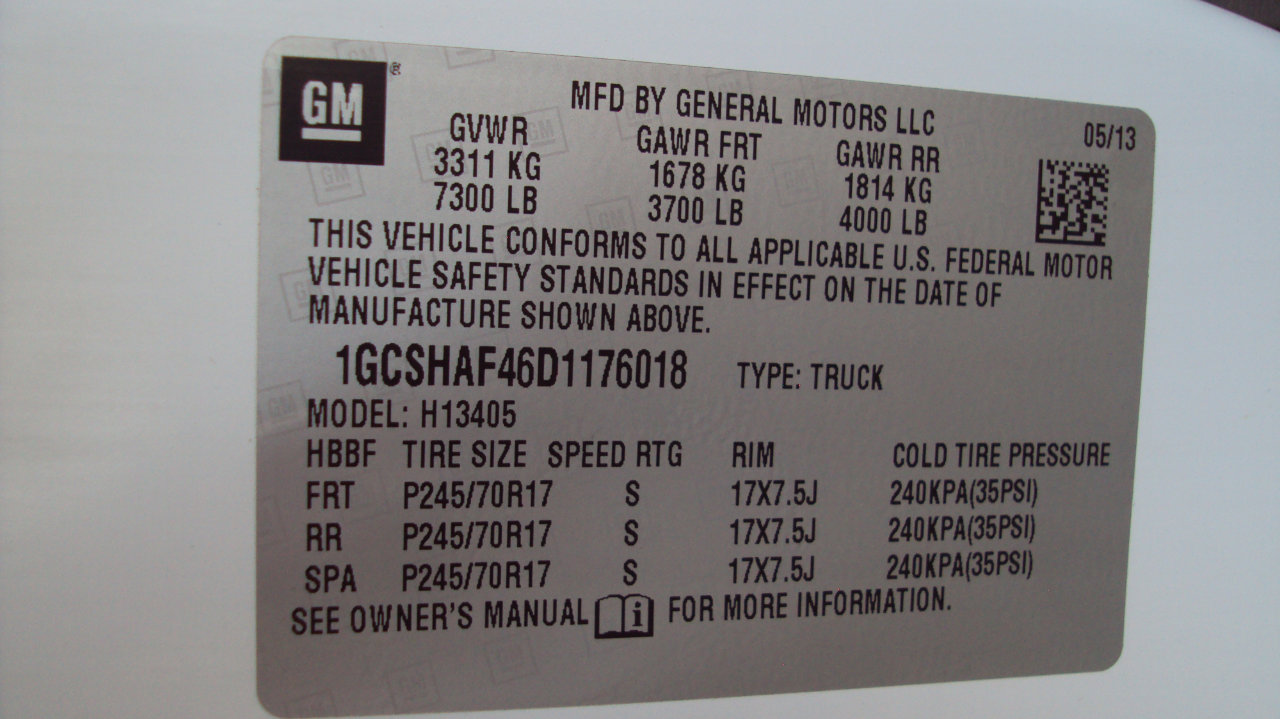 GM®
MFD BY GENERAL MOTORS LLC
05/13
GVWR GAWR FRT GAWR RR
3311 KG 1678 KG 1814 KG
7300 LB 3700 LB 4000 LB
THIS VEHICLE CONFORMS TO ALL APPLICABLE U.S. FEDERAL MOTOR
VEHICLE SAFETY STANDARDS IN EFFECT ON THE DATE OF
MANUFACTURE SHOWN ABOVE.
1GCSHAF46D1176018 TYPE: TRUCK
MODEL: H13405
HBBF TIRE SIZE SPEED RTG RIM COLD TIRE PRESSURE
FRT P245/70R17 S 17X7.5J 240KPA(35PSI)
RR P245/70R17 S 17X7.5J 240KPA(35PSI)
SPA P245/70R17 S 17X7.5J 240KPA(35PSI)
SEE OWNER'S MANUAL i FOR MORE INFORMATION.